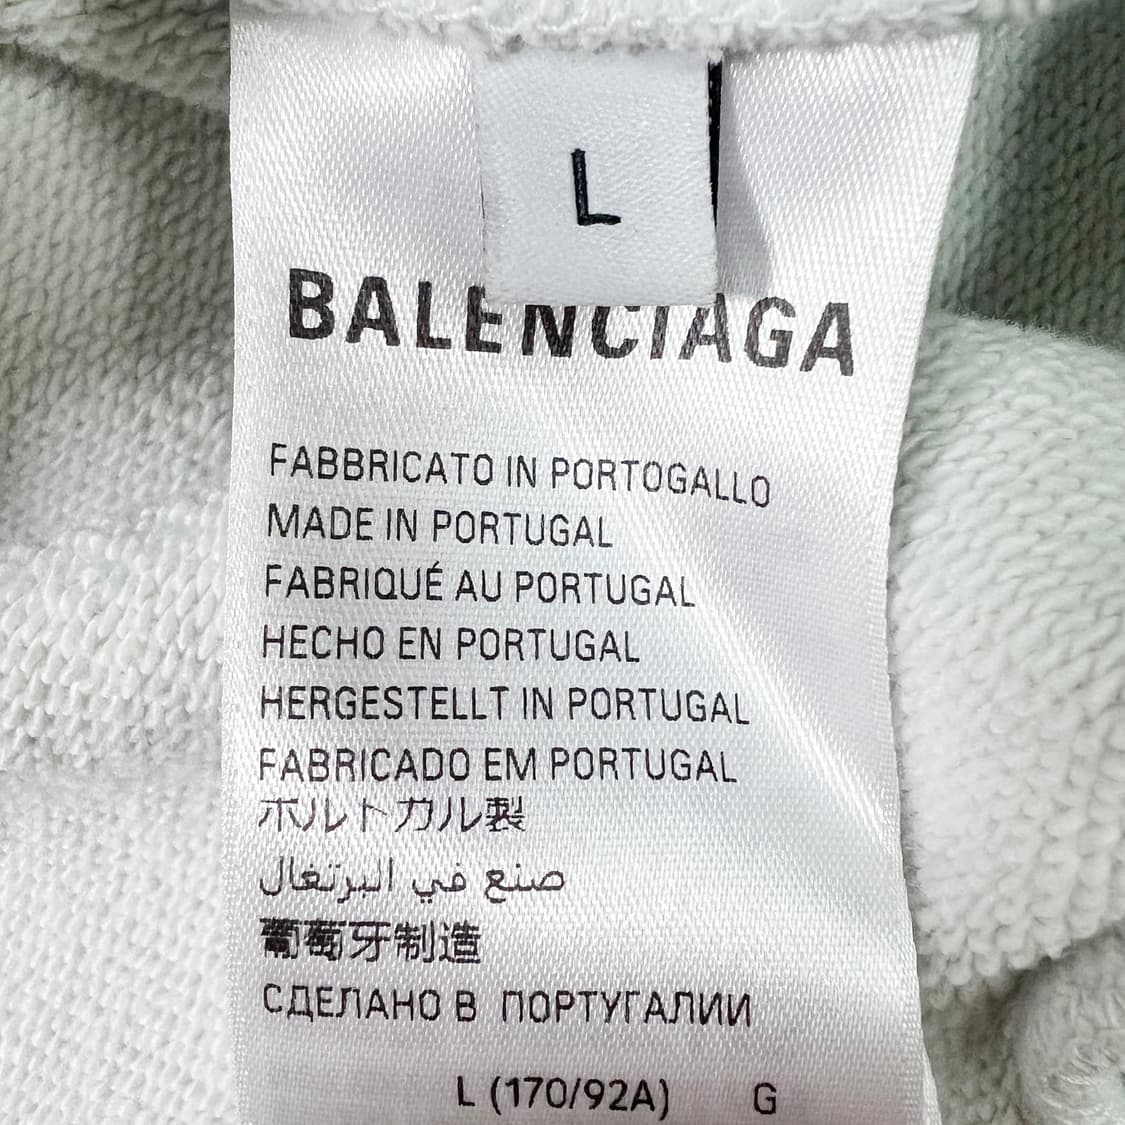 L
BALENCIAGA
FABBRICATO IN PORTOGALLO
MADE IN PORTUGAL
FABRIQUÉ AU PORTUGAL
HECHO EN PORTUGAL
HERGESTELLT IN PORTUGAL
FABRICADO EM PORTUGAL
ポルトガル製
صنع في البرتغال
葡萄牙制造
СДЕЛАНО В ПОРТУГАЛИИ
L (170/92A) G